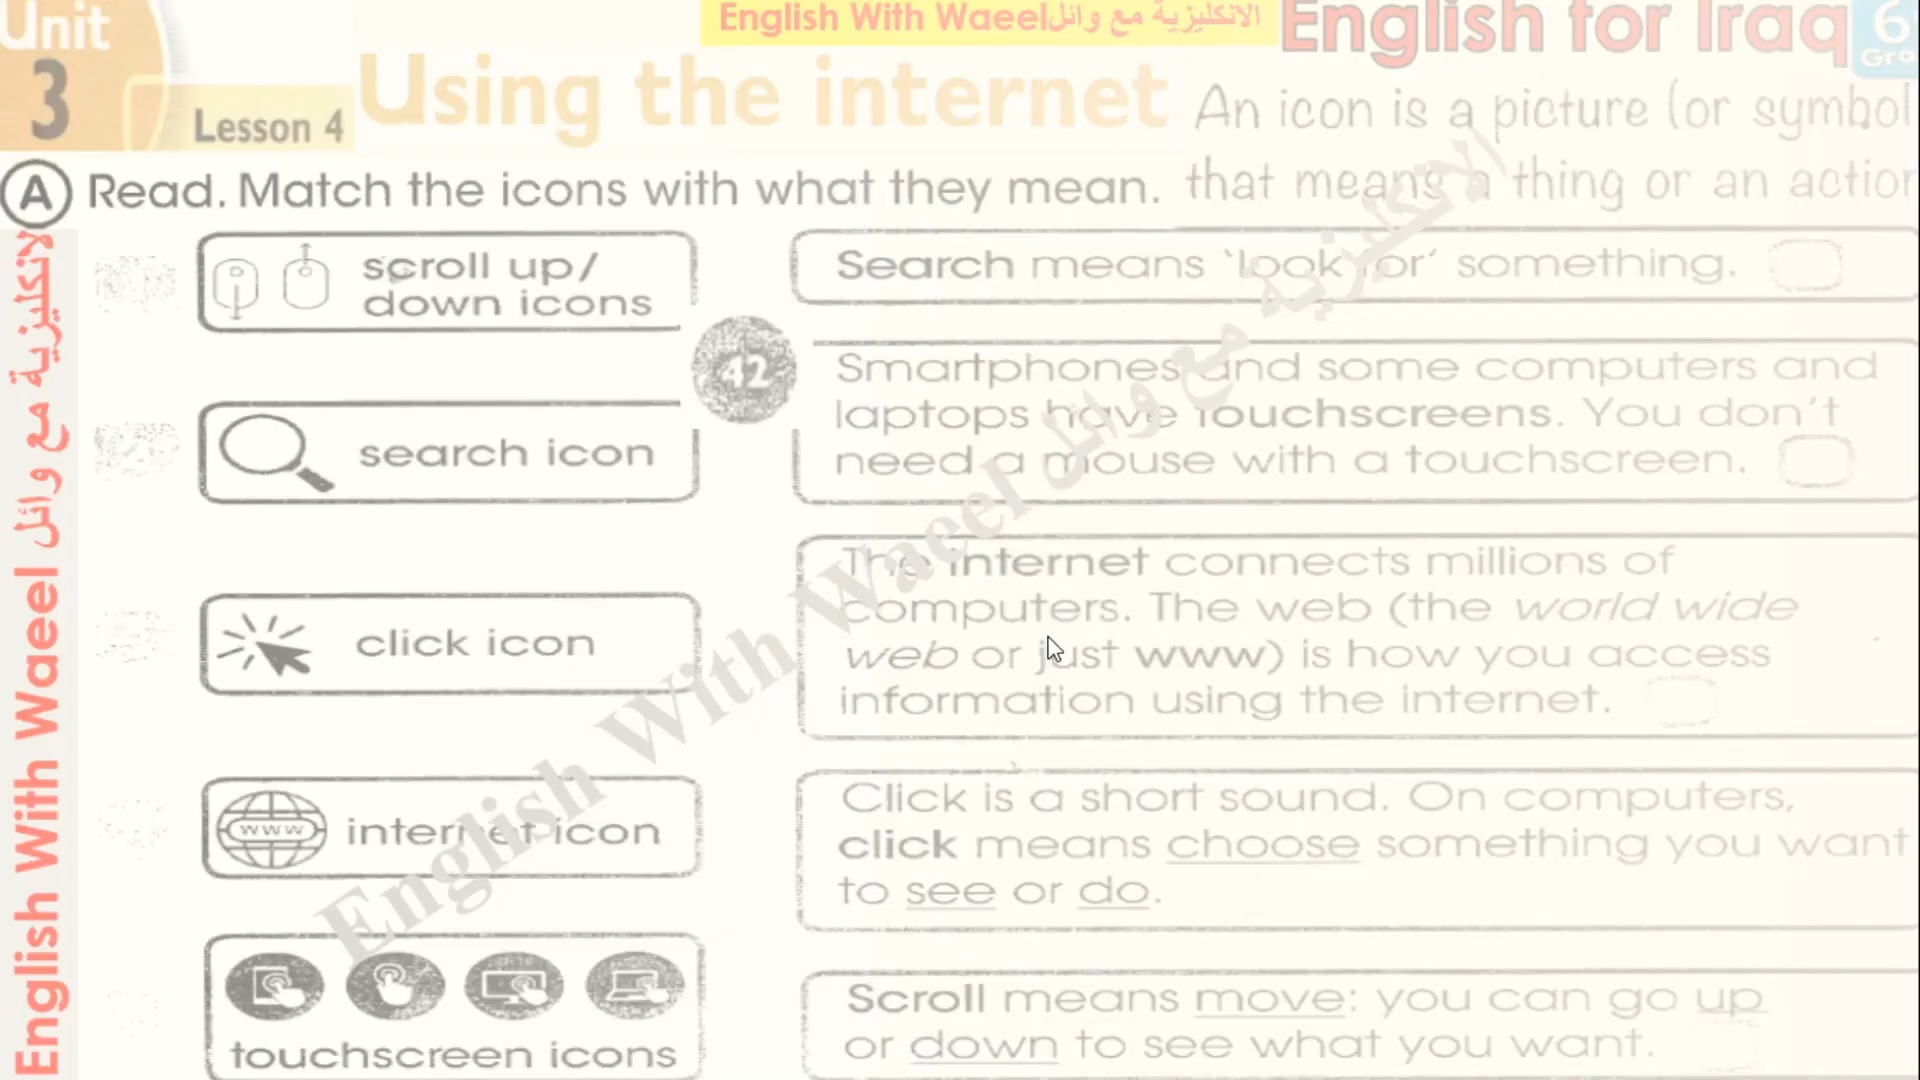 Unit
3
Lesson 4
Using the internet
English With Waeel الانكليزية مع وائل
English for Iraq
6
Gro
An icon is a picture (or symbol
that means a thing or an action
A Read. Match the icons with what they mean.
scroll up/
down icons
search icon
click icon
www internet icon
touchscreen icons
42
Search means ‘look for’ something.
Smartphones and some computers and
laptops have touchscreens. You don’t
need a mouse with a touchscreen.
The internet connects millions of
computers. The web (the world wide
web or just www) is how you access
information using the internet.
Click is a short sound. On computers,
click means choose something you want
to see or do.
Scroll means move: you can go up
or down to see what you want.
English With Waeel الانكليزية مع وائل
English With Waeel الانكليزية مع وائل